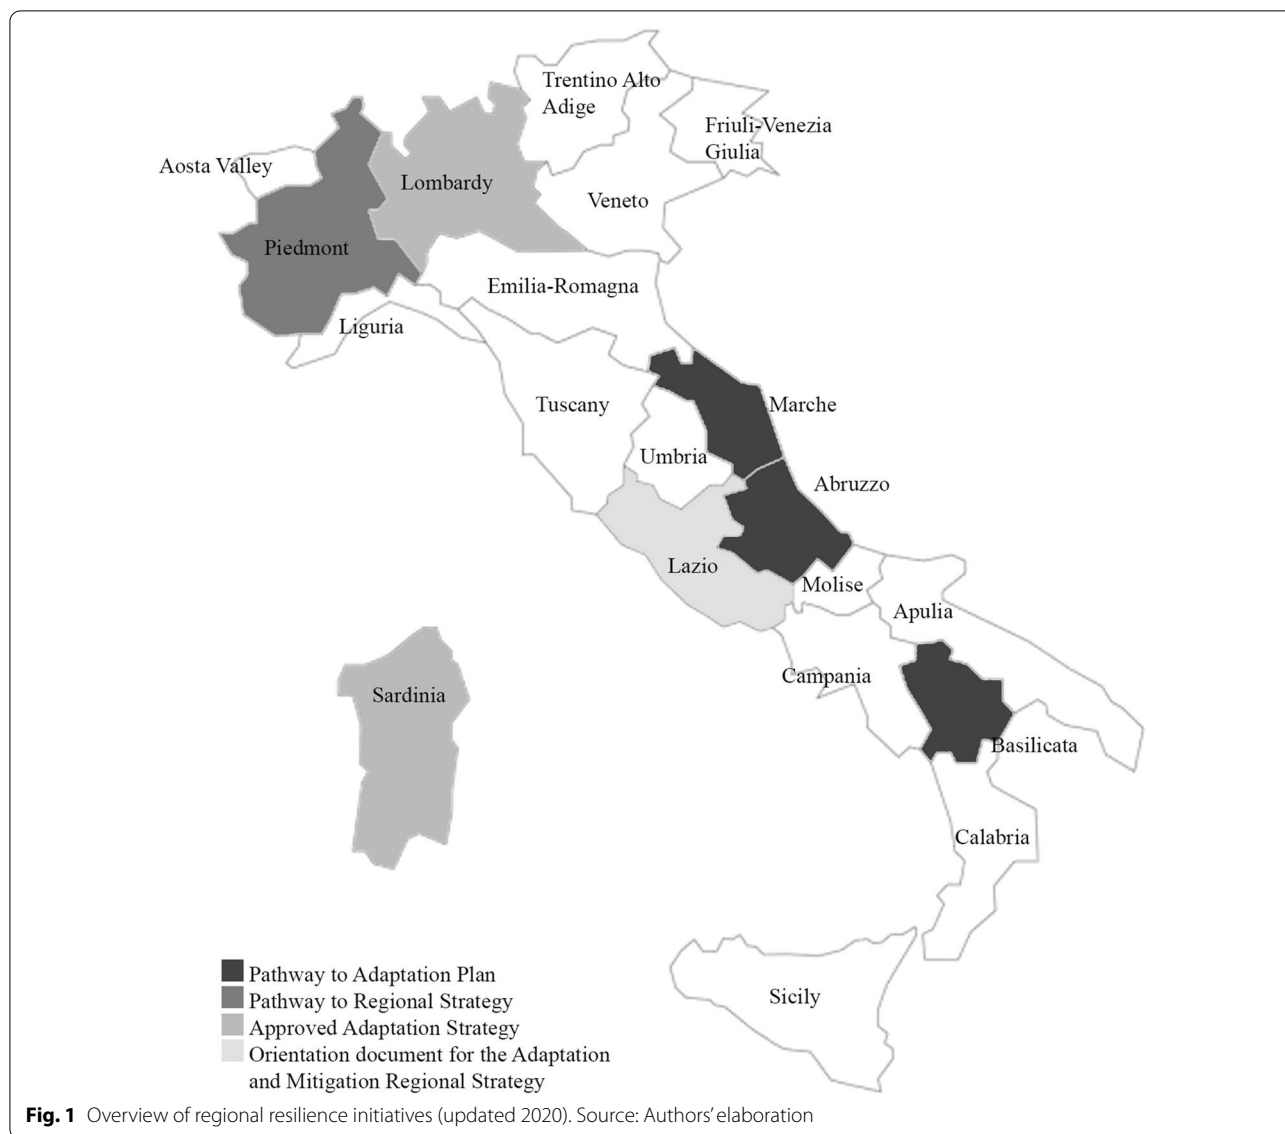 Trentino Alto
Adige
Friuli-Venezia
Giulia
Aosta Valley
Lombardy
Veneto
Piedmont
Emilia-Romagna
Liguria
Tuscany
Marche
Umbria
Abruzzo
Lazio
Molise
Apulia
Campania
Sardinia
Basilicata
Calabria
Sicily
Pathway to Adaptation Plan
Pathway to Regional Strategy
Approved Adaptation Strategy
Orientation document for the Adaptation
and Mitigation Regional Strategy
Fig. 1 Overview of regional resilience initiatives (updated 2020). Source: Authors’ elaboration